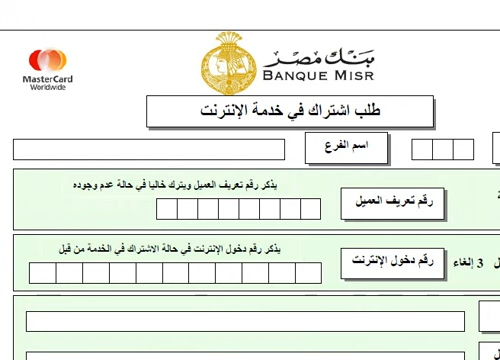 MasterCard
Worldwide
بنك مصر
BANQUE MISR
طلب اشتراك في خدمة الإنترنت
اسم الفرع
يذكر رقم تعريف العميل ويترك خاليا في حالة عدم وجوده
رقم تعريف العميل
يذكر رقم دخول الإنترنت في حالة الاشتراك في الخدمة من قبل
رقم دخول الإنترنت
3 إلغاء